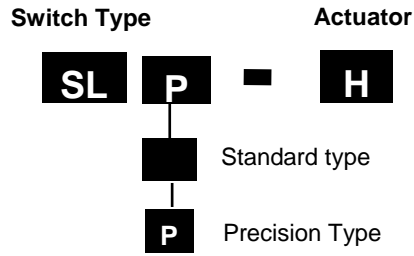 Switch Type Actuator
SL P - H
Standard type
P Precision Type